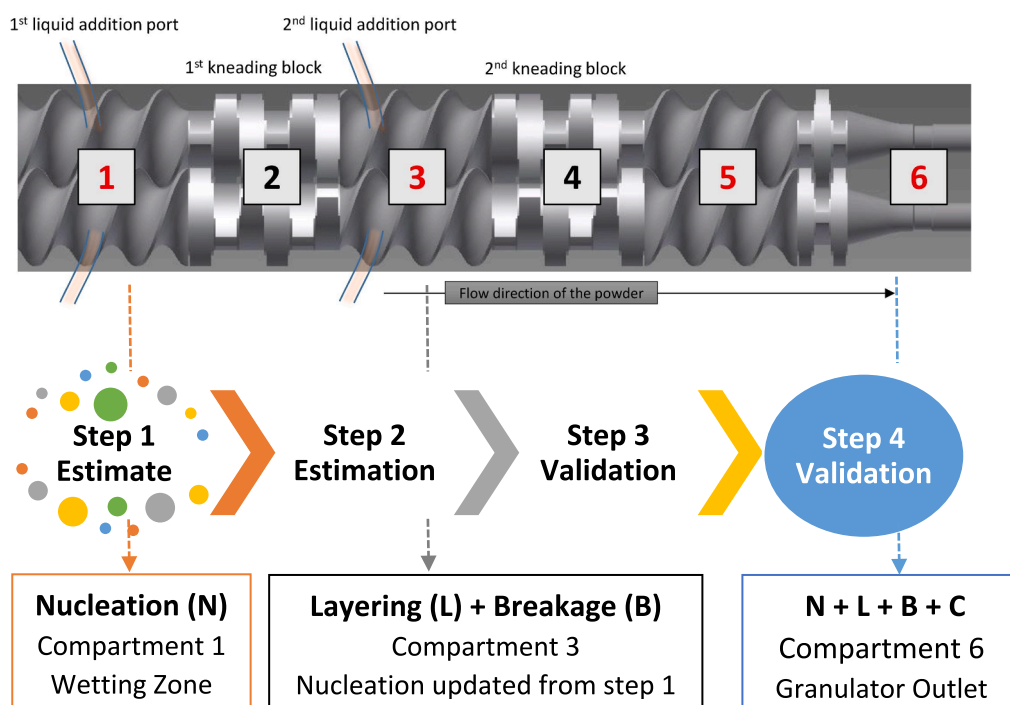 1st liquid addition port
2nd liquid addition port
1st kneading block
2nd kneading block
1
2
3
4
5
6
Flow direction of the powder
Step 1
Estimate
Step 2
Estimation
Step 3
Validation
Step 4
Validation
Nucleation (N)
Compartment 1
Wetting Zone
Layering (L) + Breakage (B)
Compartment 3
Nucleation updated from step 1
N + L + B + C
Compartment 6
Granulator Outlet